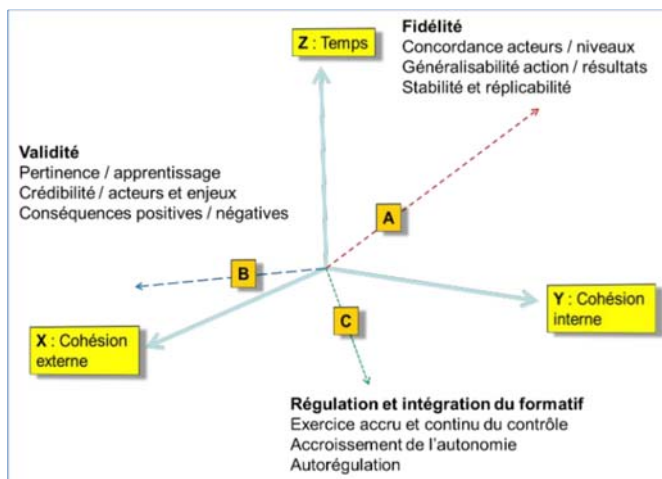 Z : Temps
Fidélité
Concordance acteurs / niveaux
Généralisabilité action / résultats
Stabilité et réplicabilité
Validité
Pertinence / apprentissage
Crédibilité / acteurs et enjeux
Conséquences positives / négatives
A
B
C
X : Cohésion
externe
Y : Cohésion
interne
Régulation et intégration du formatif
Exercice accru et continu du contrôle
Accroissement de l'autonomie
Autorégulation